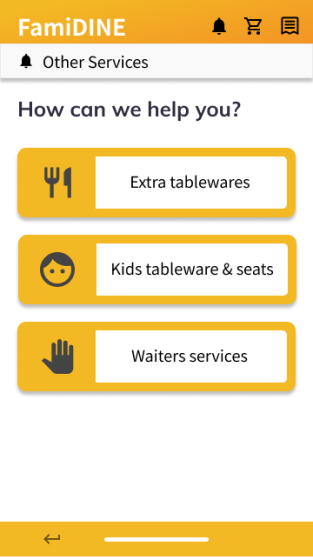 FamiDINE
Other Services
How can we help you?
Extra tablewares
Kids tableware & seats
Waiters services